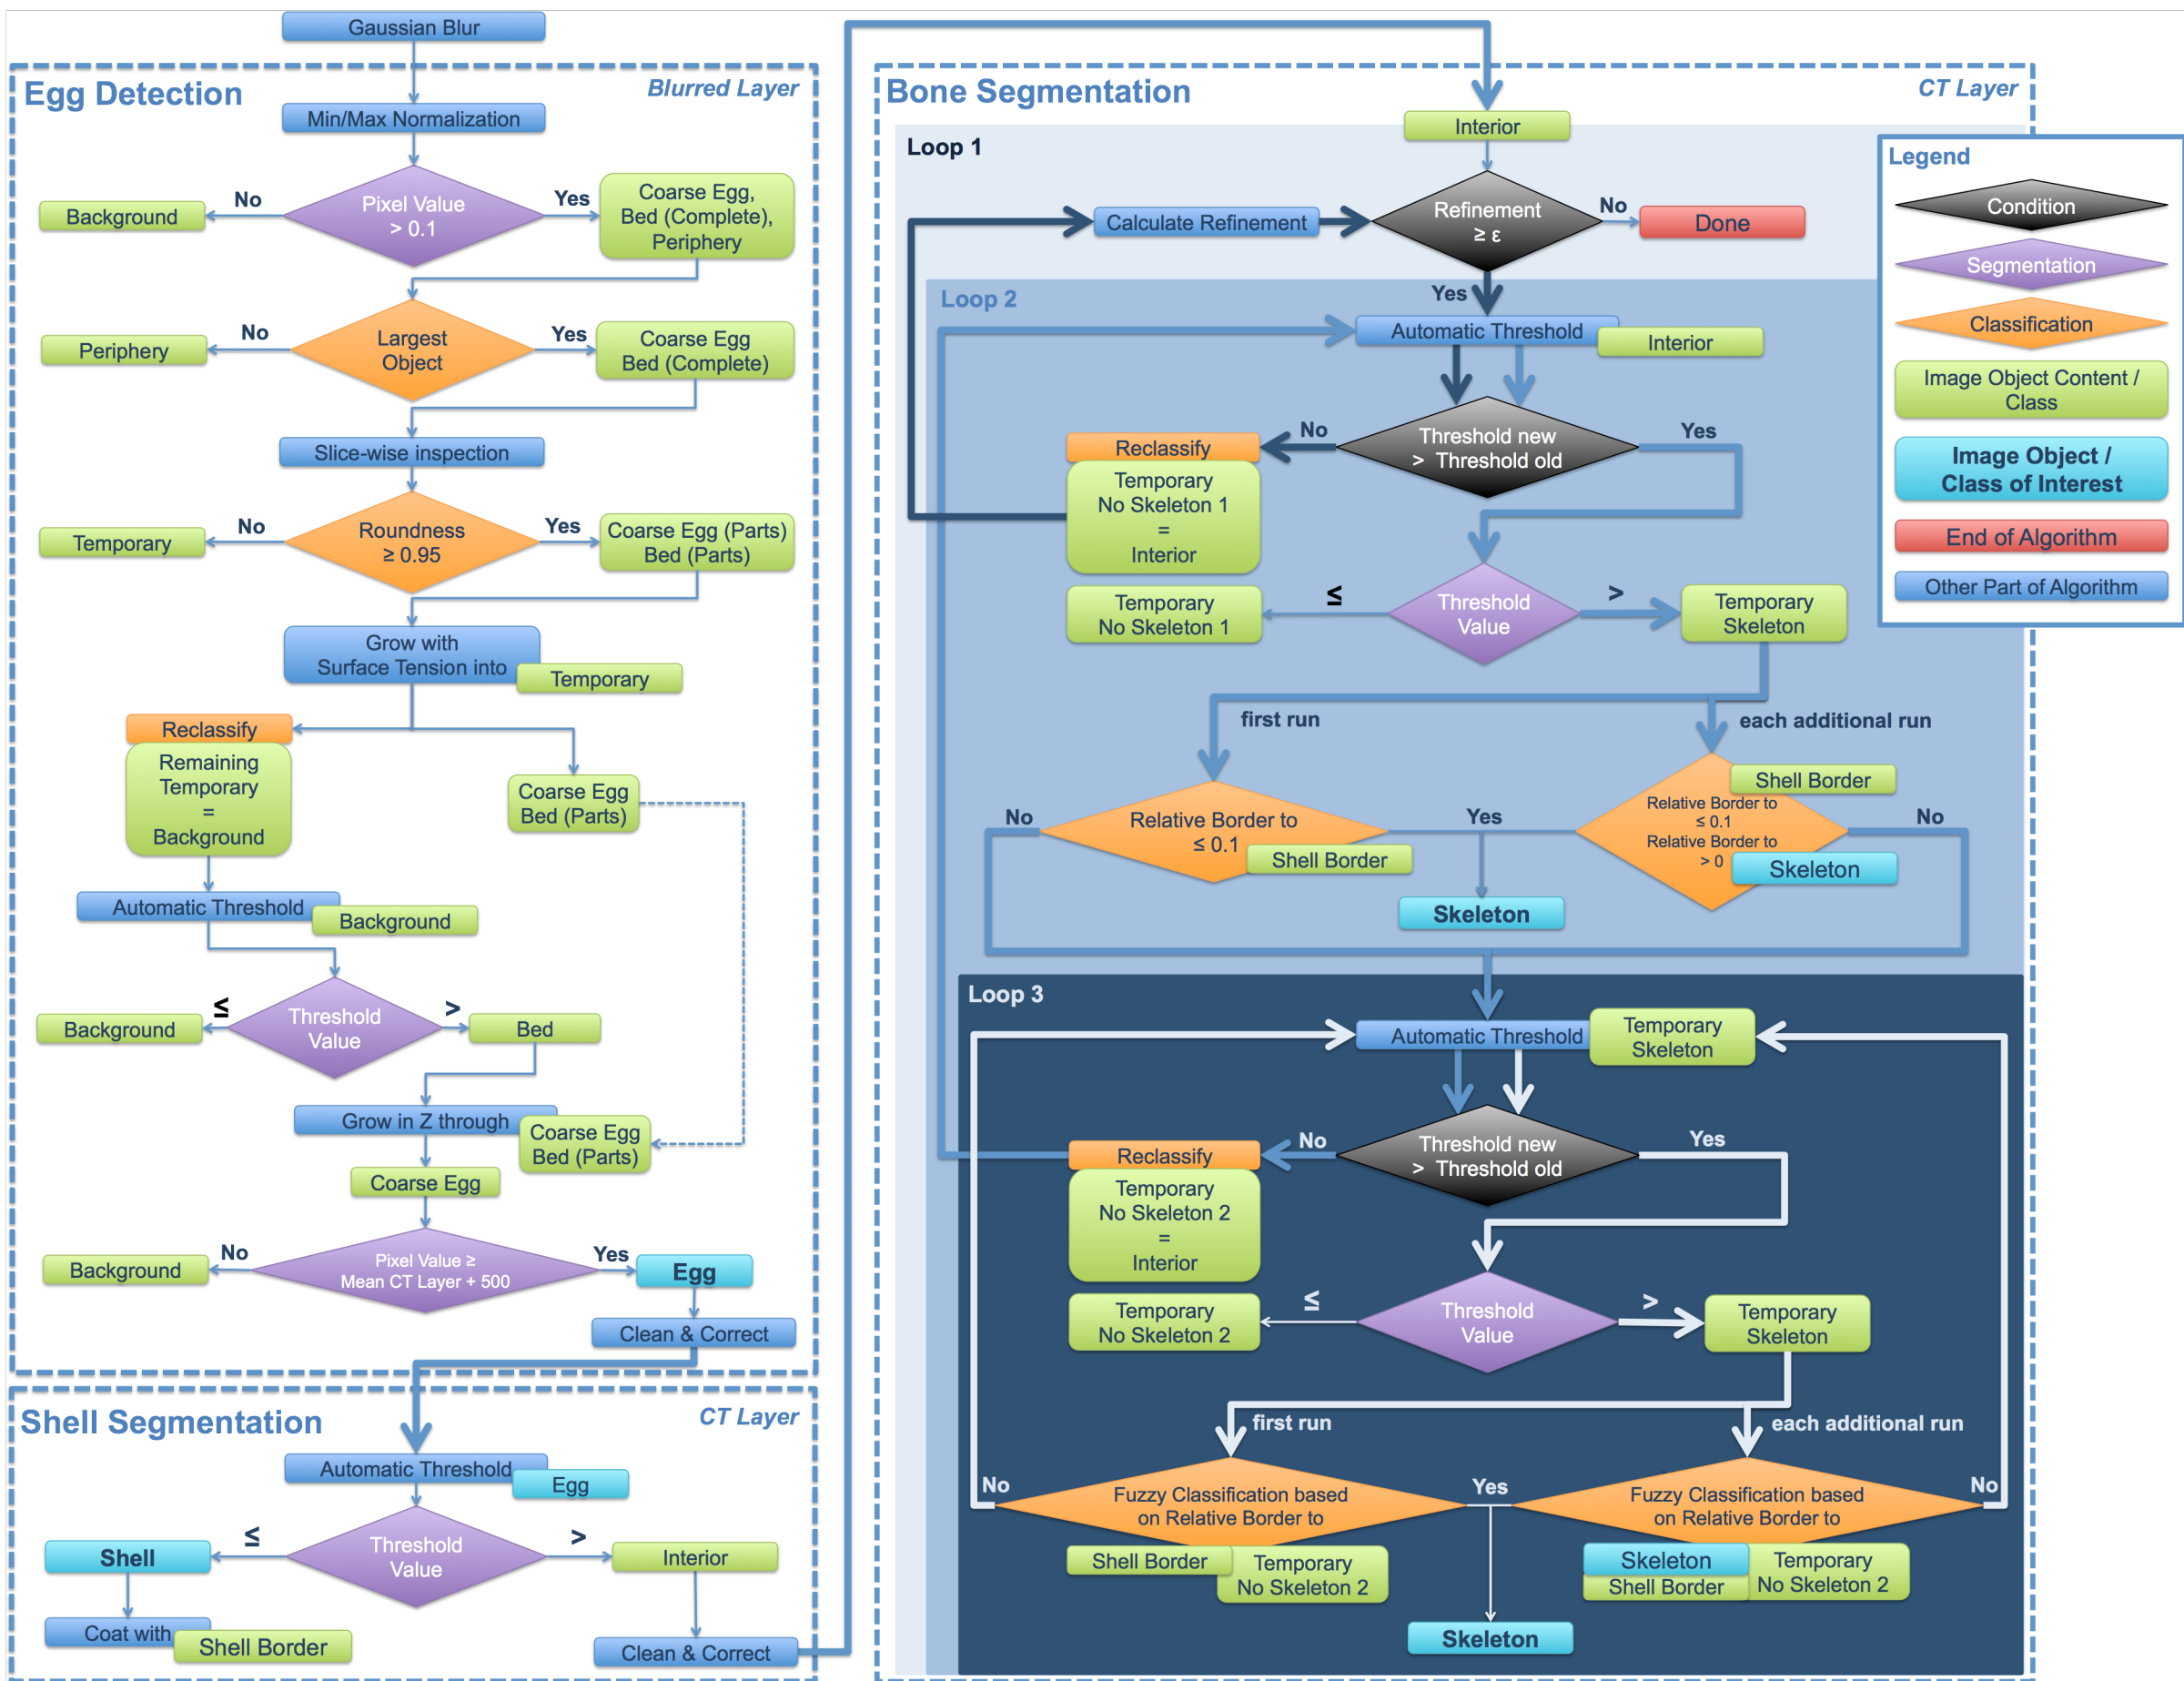 Gaussian Blur
Egg Detection
Blurred Layer
Min/Max Normalization
Pixel Value
> 0.1
No
Yes
Background
Coarse Egg,
Bed (Complete),
Periphery
Largest
Object
No
Yes
Periphery
Coarse Egg
Bed (Complete)
Slice-wise inspection
Roundness
≥ 0.95
No
Yes
Temporary
Coarse Egg (Parts)
Bed (Parts)
Grow with
Surface Tension into
Temporary
Reclassify
Remaining
Temporary
=
Background
Coarse Egg
Bed (Parts)
Automatic Threshold
Background
Threshold
Value
≤
>
Background
Bed
Grow in Z through
Coarse Egg
Bed (Parts)
Coarse Egg
Pixel Value ≥
Mean CT Layer + 500
No
Yes
Background
Egg
Clean & Correct
Shell Segmentation
CT Layer
Automatic Threshold
Egg
Threshold
Value
≤
>
Shell
Interior
Coat with
Shell Border
Clean & Correct
Bone Segmentation
CT Layer
Interior
Loop 1
Calculate Refinement
Refinement
≥ ε
No
Done
Yes
Loop 2
Automatic Threshold
Interior
Threshold new
> Threshold old
No
Yes
Reclassify
Temporary
No Skeleton 1
=
Interior
Temporary
No Skeleton 1
≤
Threshold
Value
>
Temporary
Skeleton
first run
each additional run
No
Relative Border to
≤ 0.1
Shell Border
Yes
Shell Border
Relative Border to
≤ 0.1
Relative Border to
> 0
Skeleton
No
Skeleton
Loop 3
Automatic Threshold
Temporary
Skeleton
Threshold new
> Threshold old
No
Yes
Reclassify
Temporary
No Skeleton 2
=
Interior
Temporary
No Skeleton 2
≤
Threshold
Value
>
Temporary
Skeleton
first run
each additional run
No
Fuzzy Classification based
on Relative Border to
Shell Border
Temporary
No Skeleton 2
Yes
Fuzzy Classification based
on Relative Border to
Skeleton
Shell Border
Temporary
No Skeleton 2
No
Skeleton
Legend
Condition
Segmentation
Classification
Image Object Content /
Class
Image Object /
Class of Interest
End of Algorithm
Other Part of Algorithm